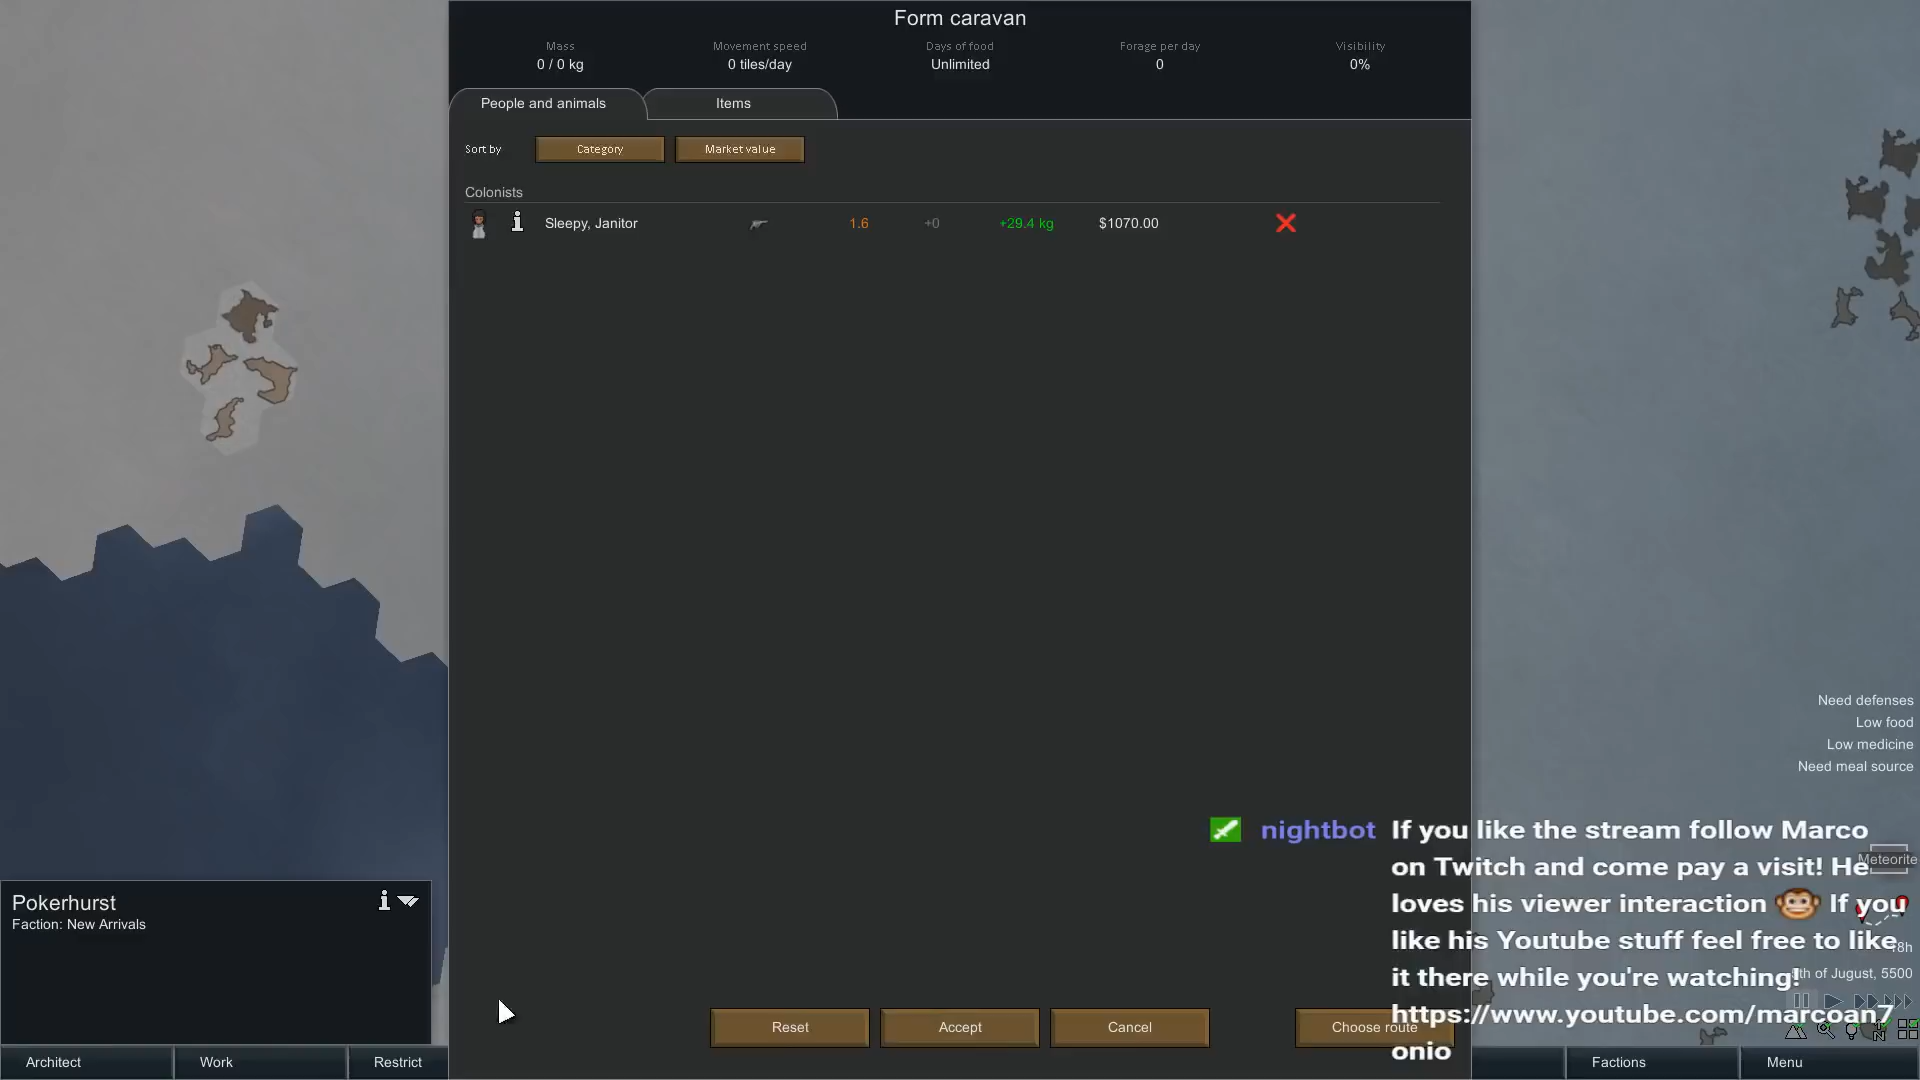 Form caravan
Mass
Movement speed
Days of food
Forage per day
Visibility
0 / 0 kg
0 tiles/day
Unlimited
0
0%
People and animals
Items
Sort by
Category
Market value
Colonists
Sleepy, Janitor
1.6
+0
+29.4 kg
$1070.00
Need defenses
Low food
Low medicine
Need meal source
nightbot If you like the stream follow Marco
on Twitch and come pay a visit! He
loves his viewer interaction If you
like his Youtube stuff feel free to like
it there while you're watching!
https://www.youtube.com/marcoan7
onio
Meteorite
18h
of Jugust, 5500
Pokerhurst
Faction: New Arrivals
Reset
Accept
Cancel
Choose route
Architect
Work
Restrict
Factions
Menu